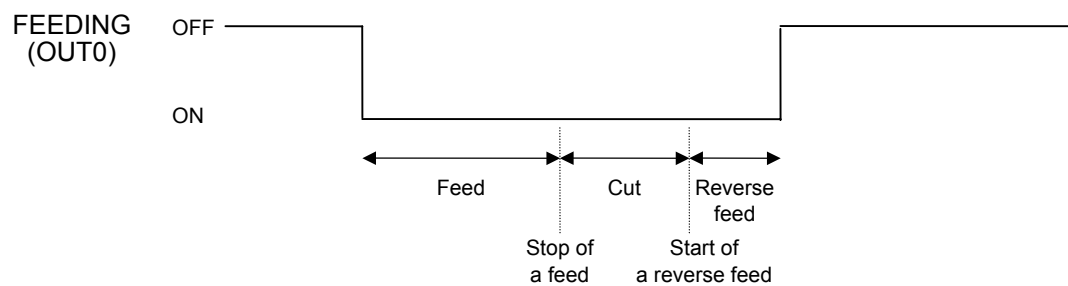 FEEDING
(OUT0)
OFF
ON
Feed
Cut
Reverse
feed
Stop of
a feed
Start of
a reverse feed